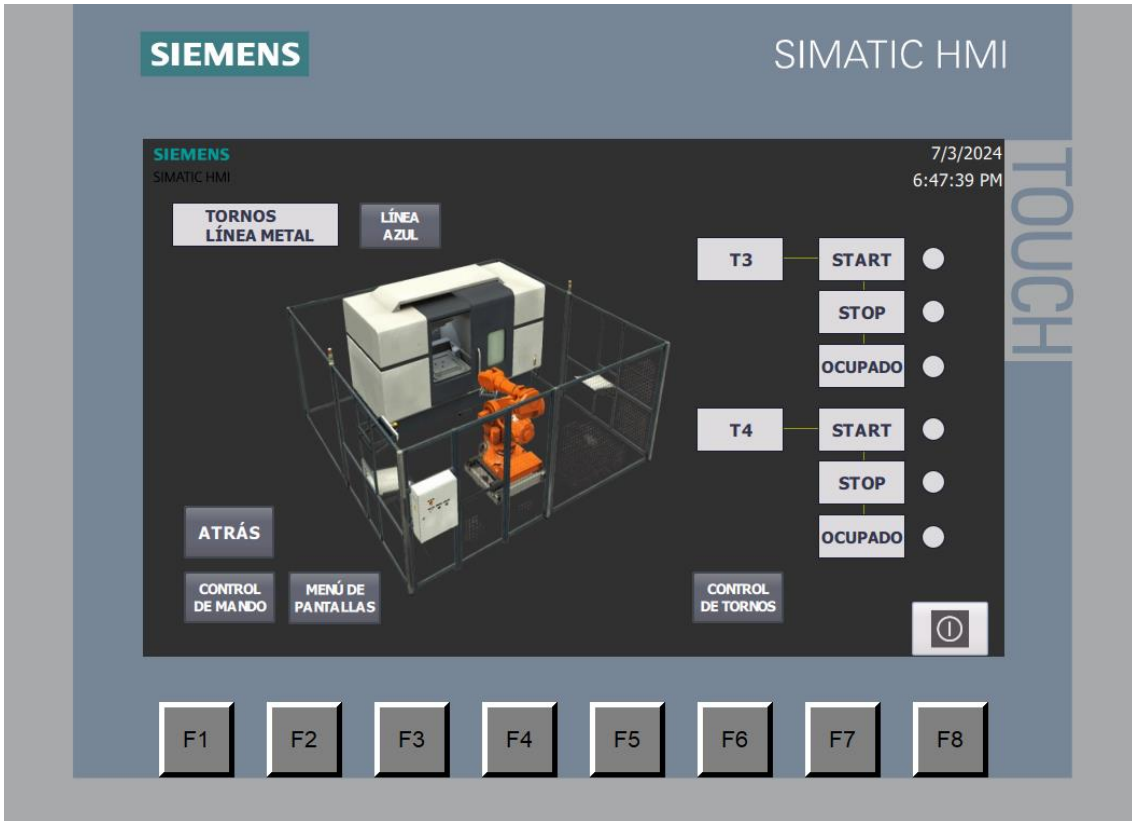 SIEMENS
SIMATIC HMI
TOUCH
SIEMENS
SIMATIC HMI
7/3/2024
6:47:39 PM
TORNOS
LÍNEA METAL
LÍNEA
AZUL
T3
START
STOP
OCUPADO
T4
START
STOP
OCUPADO
ATRÁS
CONTROL
DE MANDO
MENÚ DE
PANTALLAS
CONTROL
DE TORNOS
F1
F2
F3
F4
F5
F6
F7
F8